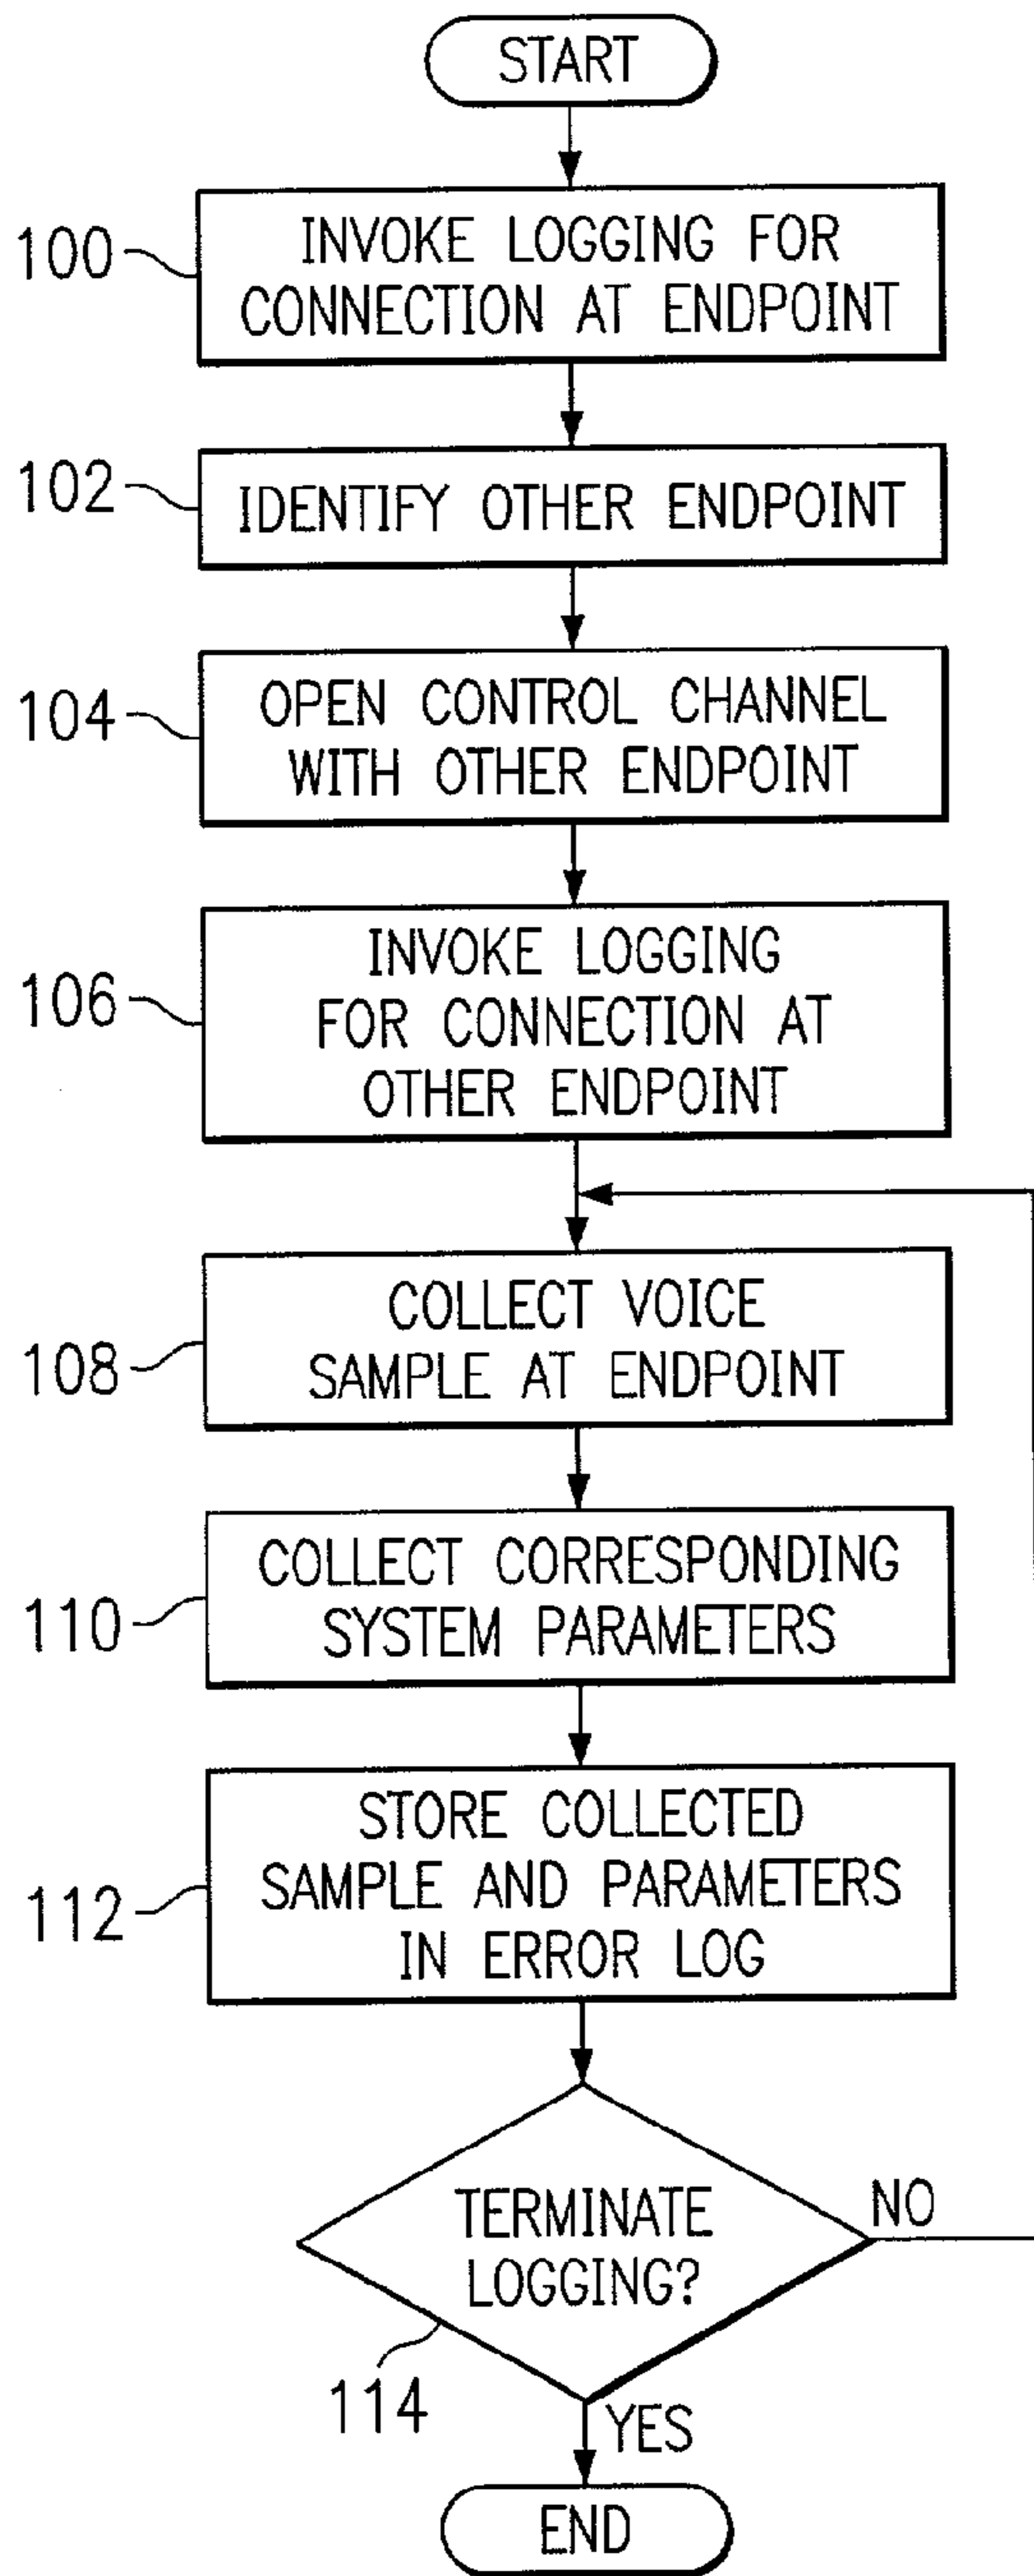 START
100
INVOKE LOGGING FOR
CONNECTION AT ENDPOINT
102
IDENTIFY OTHER ENDPOINT
104
OPEN CONTROL CHANNEL
WITH OTHER ENDPOINT
106
INVOKE LOGGING
FOR CONNECTION AT
OTHER ENDPOINT
108
COLLECT VOICE
SAMPLE AT ENDPOINT
110
COLLECT CORRESPONDING
SYSTEM PARAMETERS
112
STORE COLLECTED
SAMPLE AND PARAMETERS
IN ERROR LOG
TERMINATE
LOGGING?
NO
114
YES
END